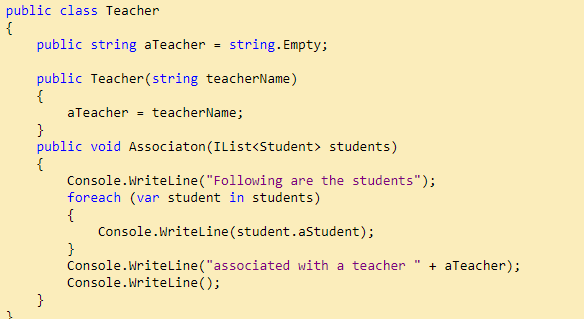 public class Teacher
{
    public string aTeacher = string.Empty;

    public Teacher(string teacherName)
    {
        aTeacher = teacherName;
    }
    public void Associaton(IList<Student> students)
    {
        Console.WriteLine("Following are the students");
        foreach (var student in students)
        {
            Console.WriteLine(student.aStudent);
        }
        Console.WriteLine("associated with a teacher " + aTeacher);
        Console.WriteLine();
    }
}